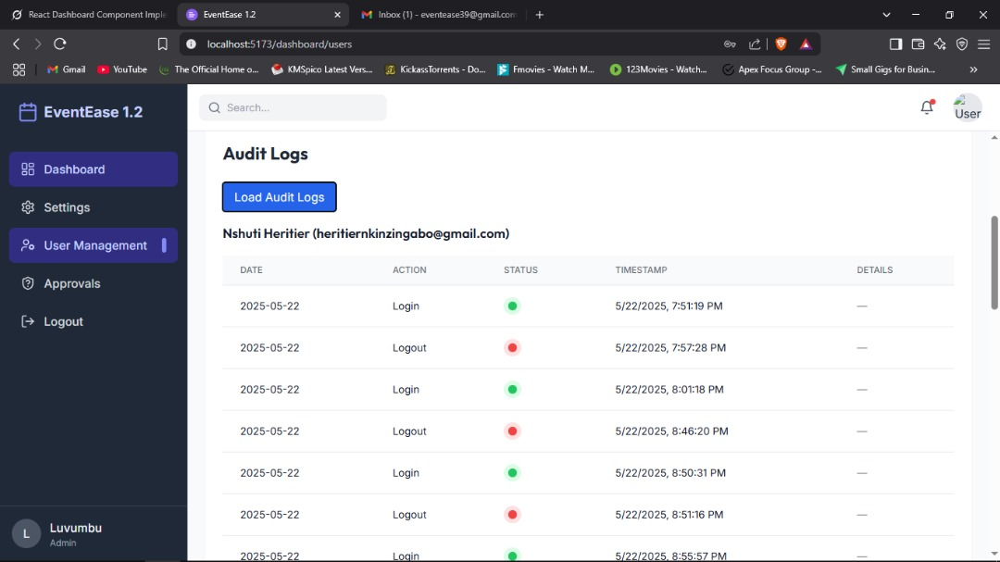 React Dashboard Component Imple
EventEase 1.2
Inbox (1) - eventease39@gmail.com
localhost:5173/dashboard/users
Gmail
YouTube
The Official Home o...
KMSpico Latest Vers...
KickassTorrents - Do...
Fmovies - Watch M...
123Movies - Watch...
Apex Focus Group -...
Small Gigs for Busin...
EventEase 1.2
Search...
User
Dashboard
Settings
User Management
Approvals
Logout
Luvumbu
L
Admin
Audit Logs
Load Audit Logs
Nshuti Heritier (heritiernkinzingabo@gmail.com)
DATE ACTION STATUS TIMESTAMP DETAILS
2025-05-22 Login 5/22/2025, 7:51:19 PM —
2025-05-22 Logout 5/22/2025, 7:57:28 PM —
2025-05-22 Login 5/22/2025, 8:01:18 PM —
2025-05-22 Logout 5/22/2025, 8:46:20 PM —
2025-05-22 Login 5/22/2025, 8:50:31 PM —
2025-05-22 Logout 5/22/2025, 8:51:16 PM —
2025-05-22 Login 5/22/2025, 8:55:57 PM —